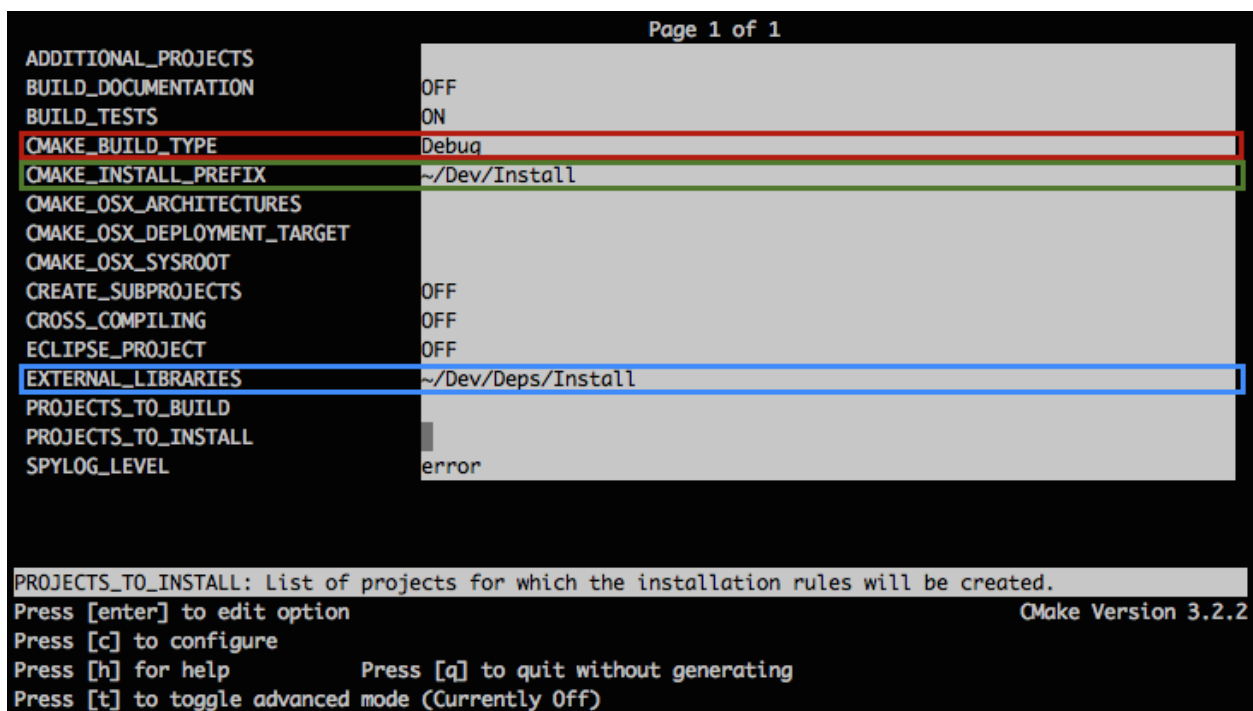 Page 1 of 1
ADDITIONAL_PROJECTS
BUILD_DOCUMENTATION OFF
BUILD_TESTS ON
CMAKE_BUILD_TYPE Debug
CMAKE_INSTALL_PREFIX ~/Dev/Install
CMAKE_OSX_ARCHITECTURES
CMAKE_OSX_DEPLOYMENT_TARGET
CMAKE_OSX_SYSROOT
CREATE_SUBPROJECTS OFF
CROSS_COMPILING OFF
ECLIPSE_PROJECT OFF
EXTERNAL_LIBRARIES ~/Dev/Deps/Install
PROJECTS_TO_BUILD
PROJECTS_TO_INSTALL
SPYLOG_LEVEL error
PROJECTS_TO_INSTALL: List of projects for which the installation rules will be created.
Press [enter] to edit option CMake Version 3.2.2
Press [c] to configure
Press [h] for help Press [q] to quit without generating
Press [t] to toggle advanced mode (Currently Off)